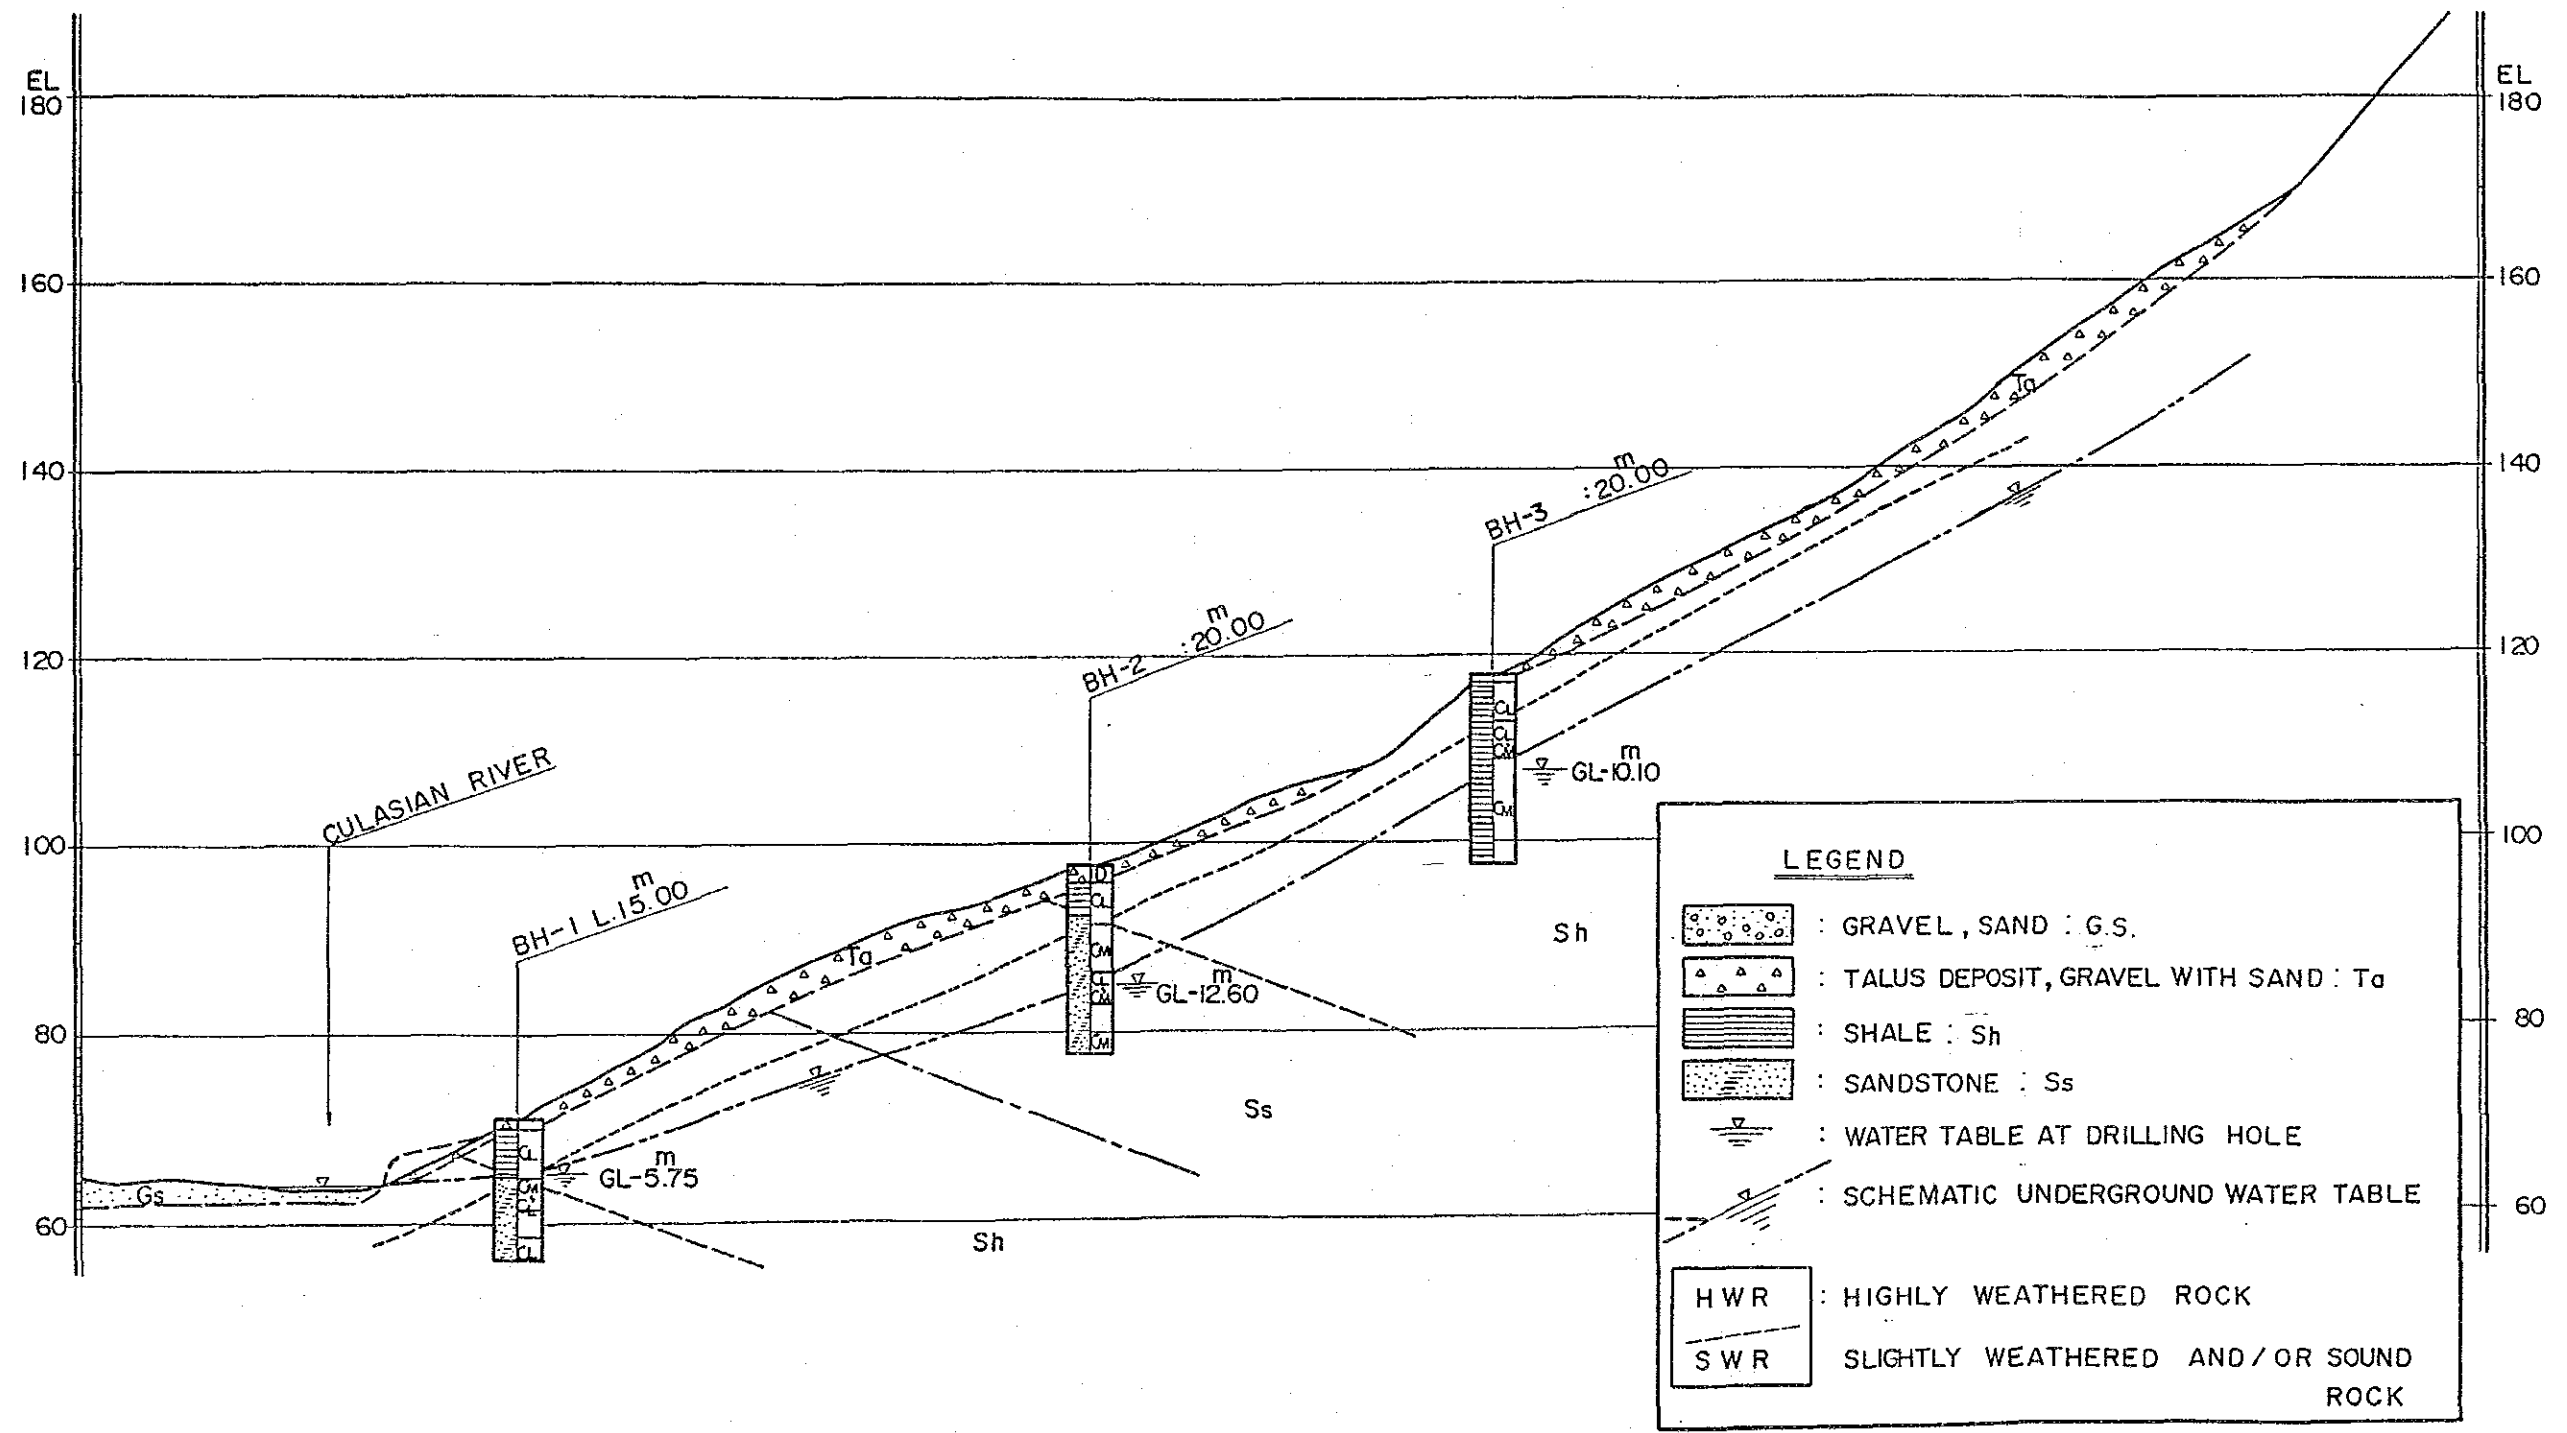 EL
180
160
140
120
100
80
60
EL
180
160
140
120
100
80
60
CULASIAN RIVER
BH-1 L.15.00 m
BH-2 :20.00 m
BH-3 :20.00 m
Gs
Ta
Ta
CL
CM
CL
CL
GL-5.75 m
D
CL
CM
CL
CM
CM
GL-12.60 m
CL
CL
CM
CM
GL-10.10 m
Sh
Ss
Sh
LEGEND
: GRAVEL, SAND : G.S.
: TALUS DEPOSIT, GRAVEL WITH SAND : Ta
: SHALE : Sh
: SANDSTONE : Ss
: WATER TABLE AT DRILLING HOLE
: SCHEMATIC UNDERGROUND WATER TABLE
HWR : HIGHLY WEATHERED ROCK
SWR SLIGHTLY WEATHERED AND/OR SOUND
ROCK